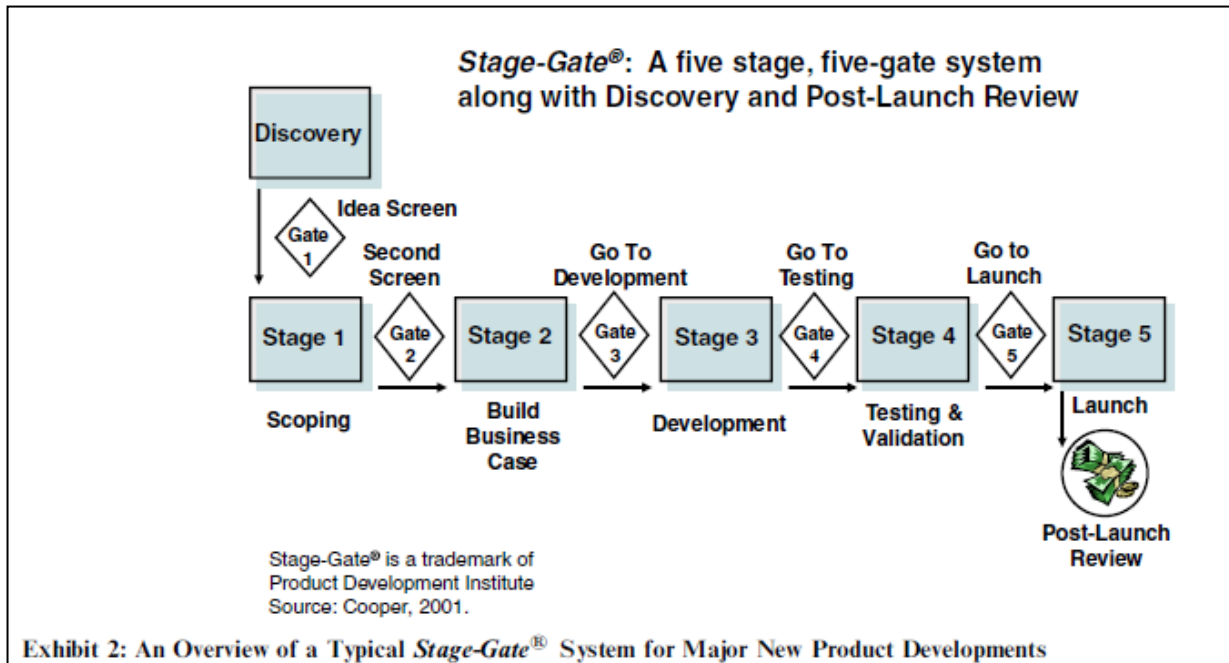 Stage-Gate®: A five stage, five-gate system
along with Discovery and Post-Launch Review
Discovery
Idea Screen
Gate
1
Second
Screen
Go To
Development
Go To
Testing
Go to
Launch
Stage 1
Gate
2
Stage 2
Gate
3
Stage 3
Gate
4
Stage 4
Gate
5
Stage 5
Scoping
Build
Business
Case
Development
Testing &
Validation
Launch
Post-Launch
Review
Stage-Gate® is a trademark of
Product Development Institute
Source: Cooper, 2001.
Exhibit 2: An Overview of a Typical Stage-Gate® System for Major New Product Developments